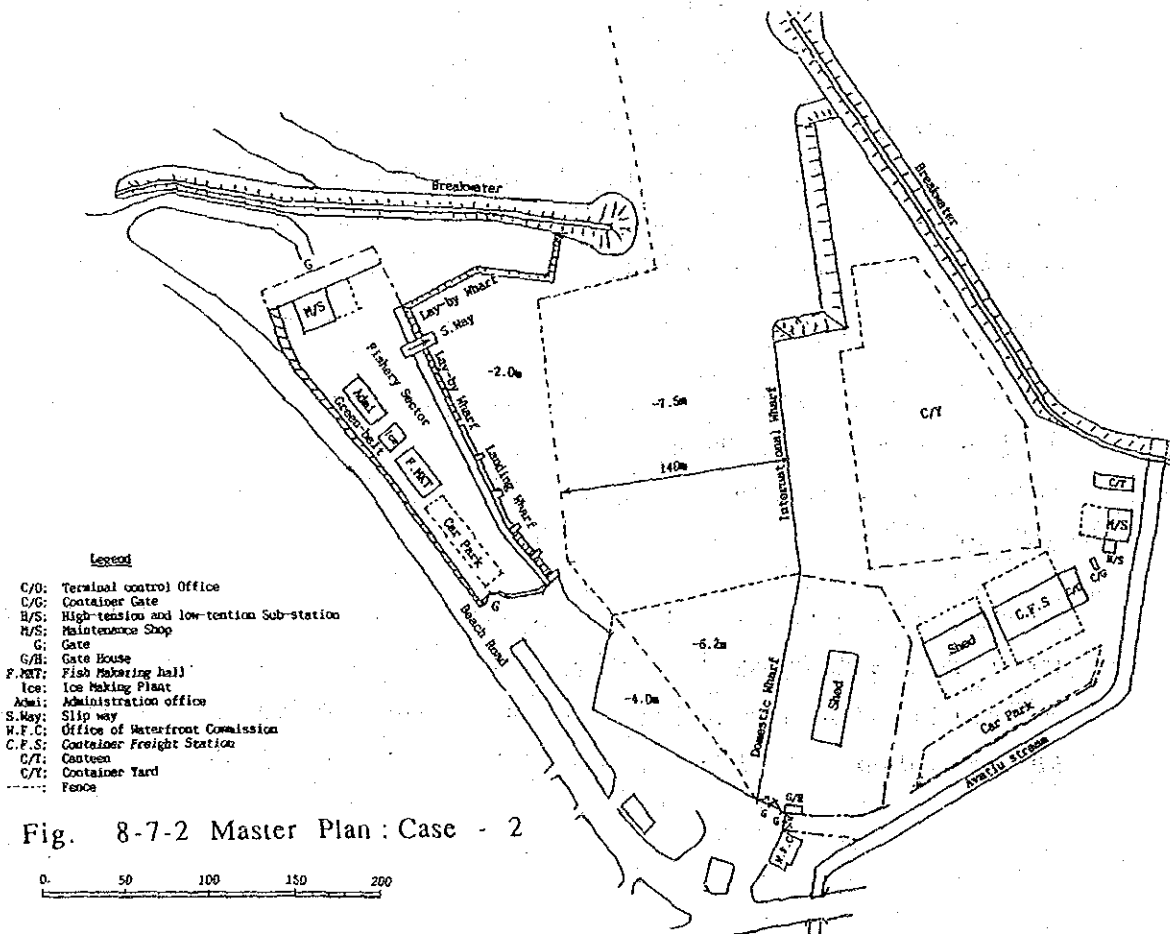 Breakwater
Breakwater
G
M/S
Lay-by Wharf
S.Way
Fishery Sector
Lay-by Wharf
-2.0m
-7.5m
C/Y
Admi
Green-belt
Ice
F.MKT
Landing Wharf
140m
International Wharf
C/T
M/S
Car Park
H/S
C/G
C.F.S
C/O
Shed
G
Beach Road
-6.2m
Shed
-4.0m
Domestic Wharf
Car Park
Avatiu stream
G/H
G G
W.F.C
Legend
C/O: Terminal control Office
C/G: Container Gate
H/S: High-tension and low-tention Sub-station
M/S: Maintenance Shop
G: Gate
G/H: Gate House
F.MKT: Fish Makering hall
Ice: Ice Making Plant
Admi: Administration office
S.Way: Slip way
W.F.C: Office of Waterfront Commission
C.F.S: Container Freight Station
C/T: Canteen
C/Y: Container Yard
-----: Fence
Fig. 8-7-2 Master Plan : Case - 2
0. 50 100 150 200